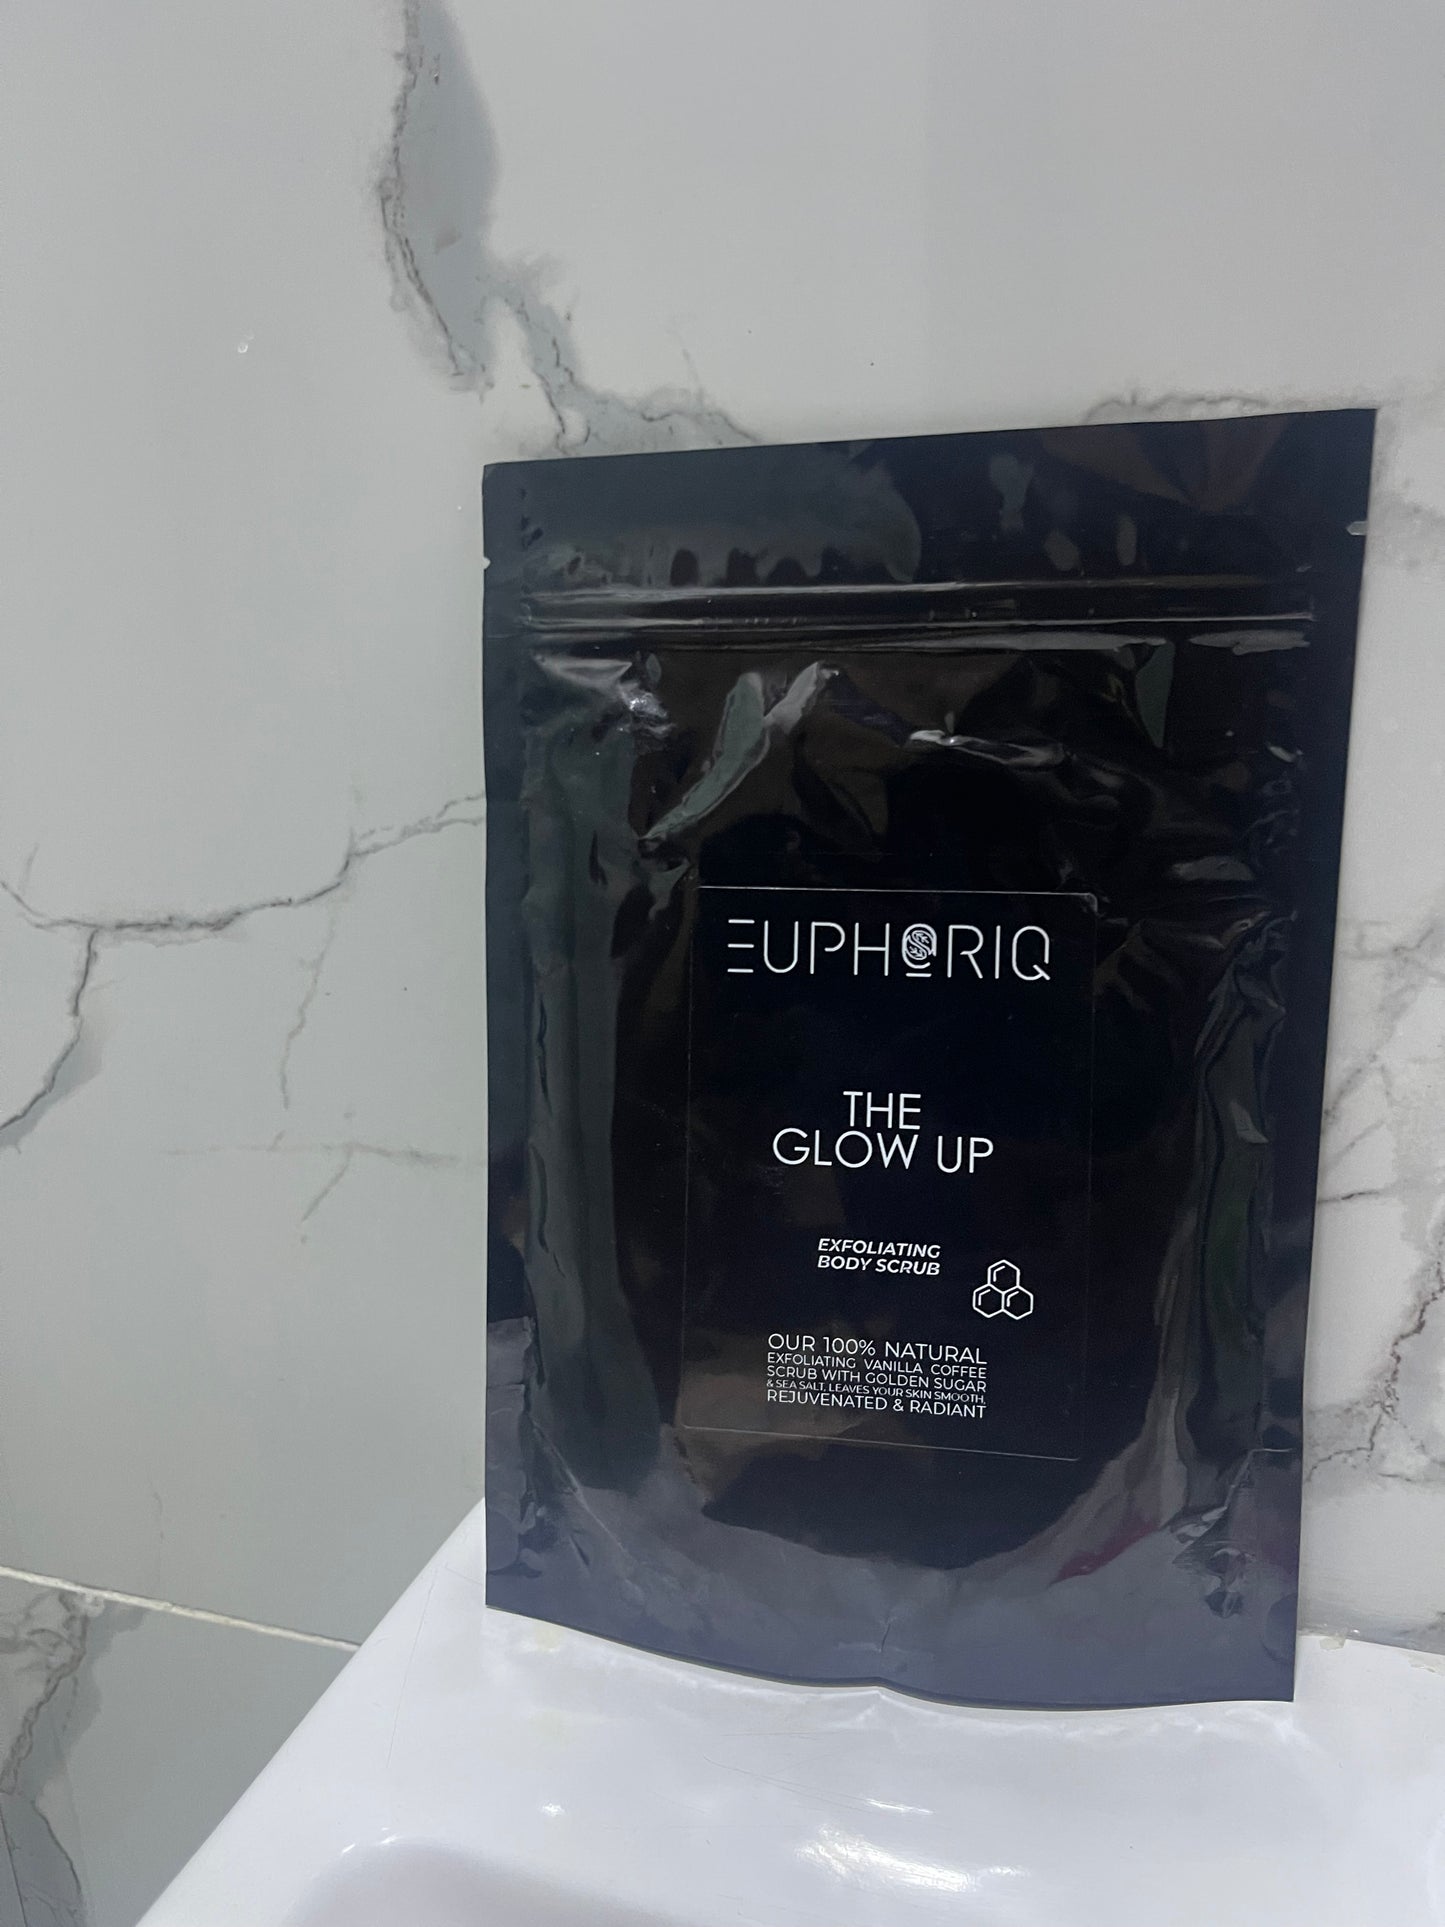 EUPHORIQ
THE
GLOW UP
EXFOLIATING
BODY SCRUB
OUR 100% NATURAL
EXFOLIATING VANILLA COFFEE
SCRUB WITH GOLDEN SUGAR
& SEA SALT, LEAVES YOUR SKIN SMOOTH,
REJUVENATED & RADIANT